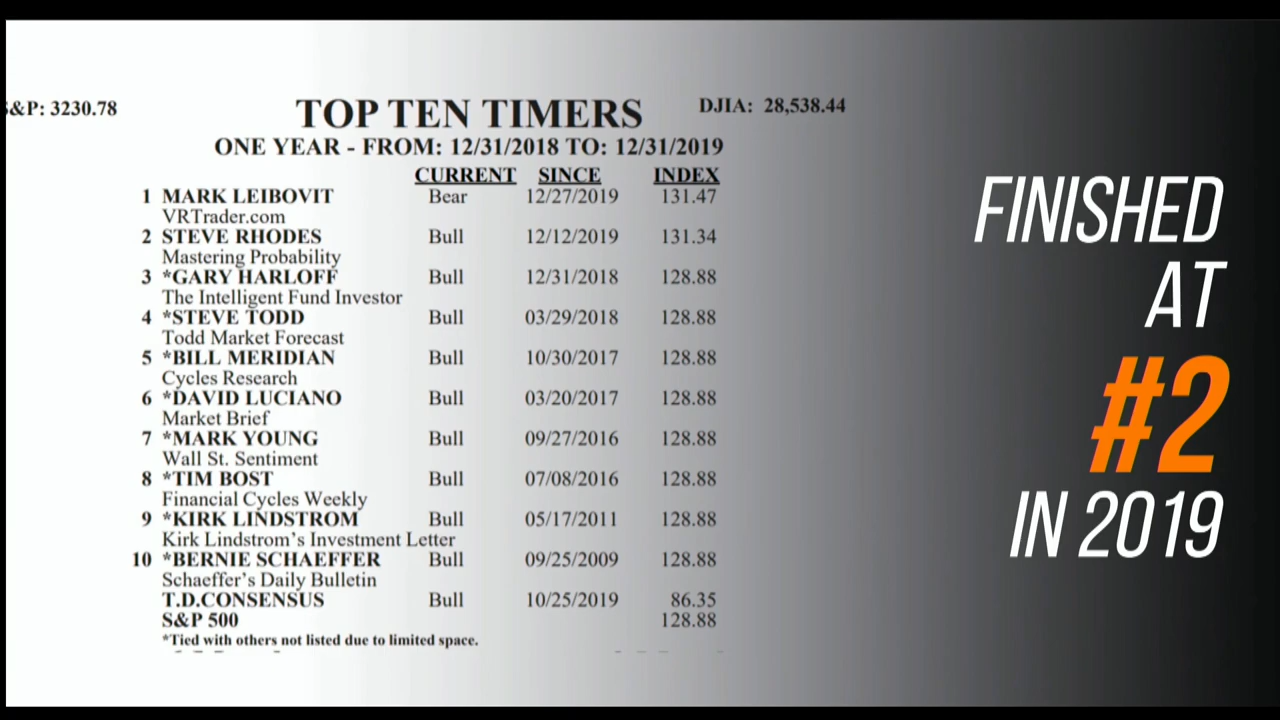 S&P: 3230.78
TOP TEN TIMERS
DJIA: 28,538.44
ONE YEAR - FROM: 12/31/2018 TO: 12/31/2019
CURRENT SINCE INDEX
1 MARK LEIBOVIT Bear 12/27/2019 131.47
VRTrader.com
2 STEVE RHODES Bull 12/12/2019 131.34
Mastering Probability
3 *GARY HARLOFF Bull 12/31/2018 128.88
The Intelligent Fund Investor
4 *STEVE TODD Bull 03/29/2018 128.88
Todd Market Forecast
5 *BILL MERIDIAN Bull 10/30/2017 128.88
Cycles Research
6 *DAVID LUCIANO Bull 03/20/2017 128.88
Market Brief
7 *MARK YOUNG Bull 09/27/2016 128.88
Wall St. Sentiment
8 *TIM BOST Bull 07/08/2016 128.88
Financial Cycles Weekly
9 *KIRK LINDSTROM Bull 05/17/2011 128.88
Kirk Lindstrom's Investment Letter
10 *BERNIE SCHAEFFER Bull 09/25/2009 128.88
Schaeffer's Daily Bulletin
T.D.CONSENSUS Bull 10/25/2019 86.35
S&P 500 128.88
*Tied with others not listed due to limited space.
FINISHED
AT
#2
IN 2019